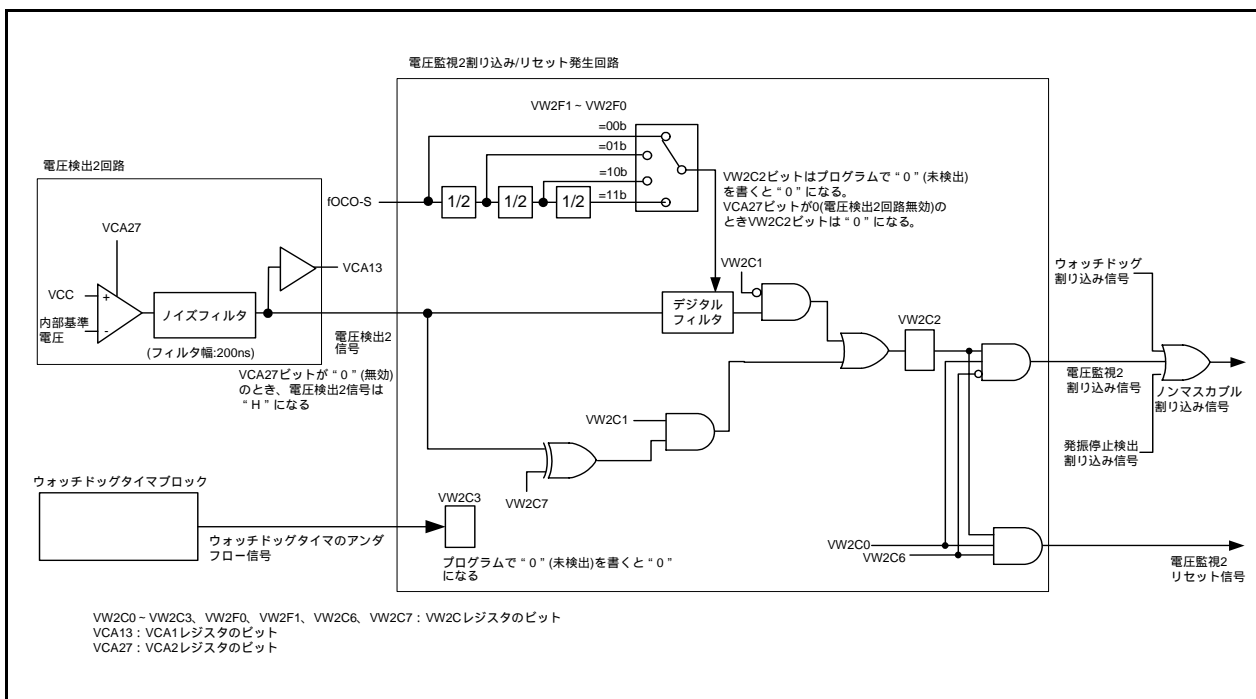 電圧監視2割り込み/リセット発生回路
VW2F1 ~ VW2F0
=00b
=01b
=10b
=11b
fOCO-S
1/2
1/2
1/2
VW2C2ビットはプログラムで“0”(未検出)
を書くと“0”になる。
VCA27ビットが0(電圧検出2回路無効)の
ときVW2C2ビットは“0”になる。
電圧検出2回路
VCA27
VCC
+
内部基準
電圧
-
ノイズフィルタ
(フィルタ幅:200ns)
VCA13
電圧検出2
信号
VCA27ビットが“0”(無効)
のとき、電圧検出2信号は
“H”になる
VW2C1
デジタル
フィルタ
VW2C2
VW2C1
VW2C7
ウォッチドッグ
割り込み信号
電圧監視2
割り込み信号
ノンマスカブル
割り込み信号
発振停止検出
割り込み信号
ウォッチドッグタイマブロック
ウォッチドッグタイマのアンダ
フロー信号
VW2C3
プログラムで“0”(未検出)を書くと“0”
になる
VW2C0
VW2C6
電圧監視2
リセット信号
VW2C0 ~ VW2C3、VW2F0、VW2F1、VW2C6、VW2C7 : VW2Cレジスタのビット
VCA13 : VCA1レジスタのビット
VCA27 : VCA2レジスタのビット